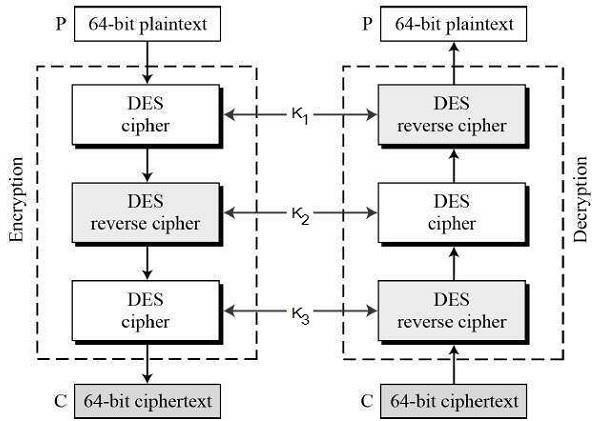 P 64-bit plaintext
P 64-bit plaintext
Encryption
DES
cipher
K1
DES
reverse cipher
DES
reverse cipher
K2
DES
cipher
DES
cipher
K3
DES
reverse cipher
Decryption
C 64-bit ciphertext
C 64-bit ciphertext